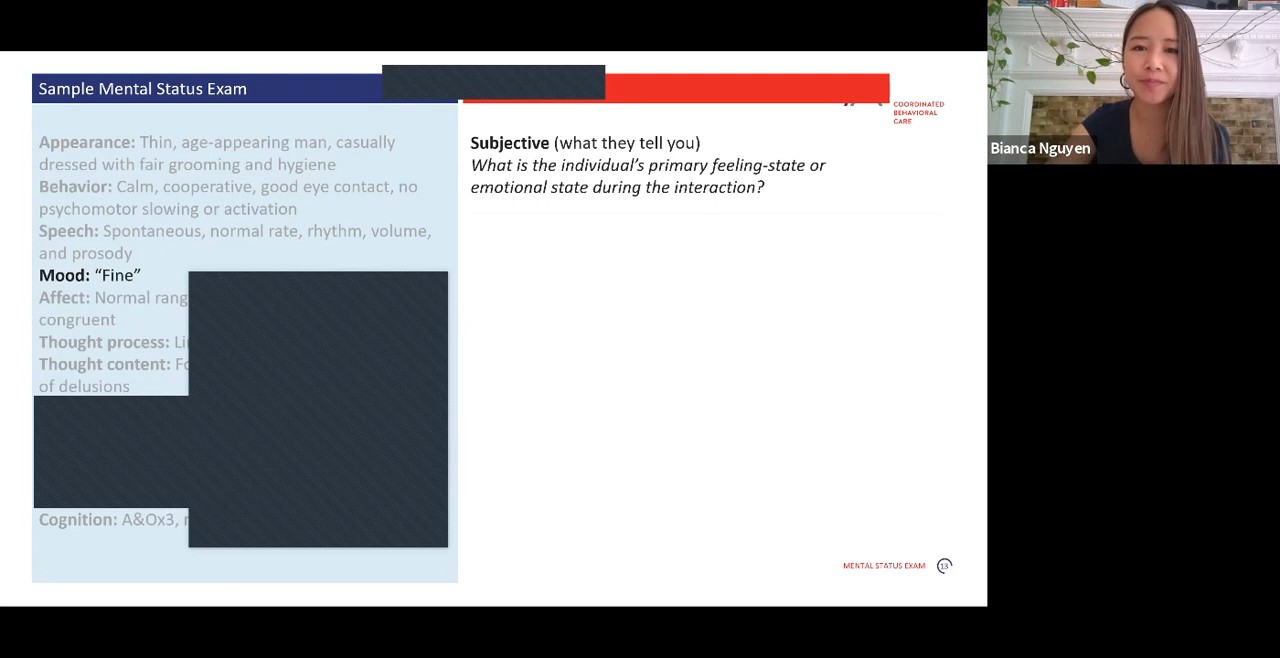 Sample Mental Status Exam
COORDINATED
BEHAVIORAL
CARE
Appearance: Thin, age-appearing man, casually
dressed with fair grooming and hygiene
Behavior: Calm, cooperative, good eye contact, no
psychomotor slowing or activation
Speech: Spontaneous, normal rate, rhythm, volume,
and prosody
Mood: “Fine”
Affect: Normal
congruent
Thought process:
Thought content:
of delusions
Cognition: A&Ox3,
Subjective (what they tell you)
What is the individual’s primary feeling-state or
emotional state during the interaction?
MENTAL STATUS EXAM 13
Bianca Nguyen